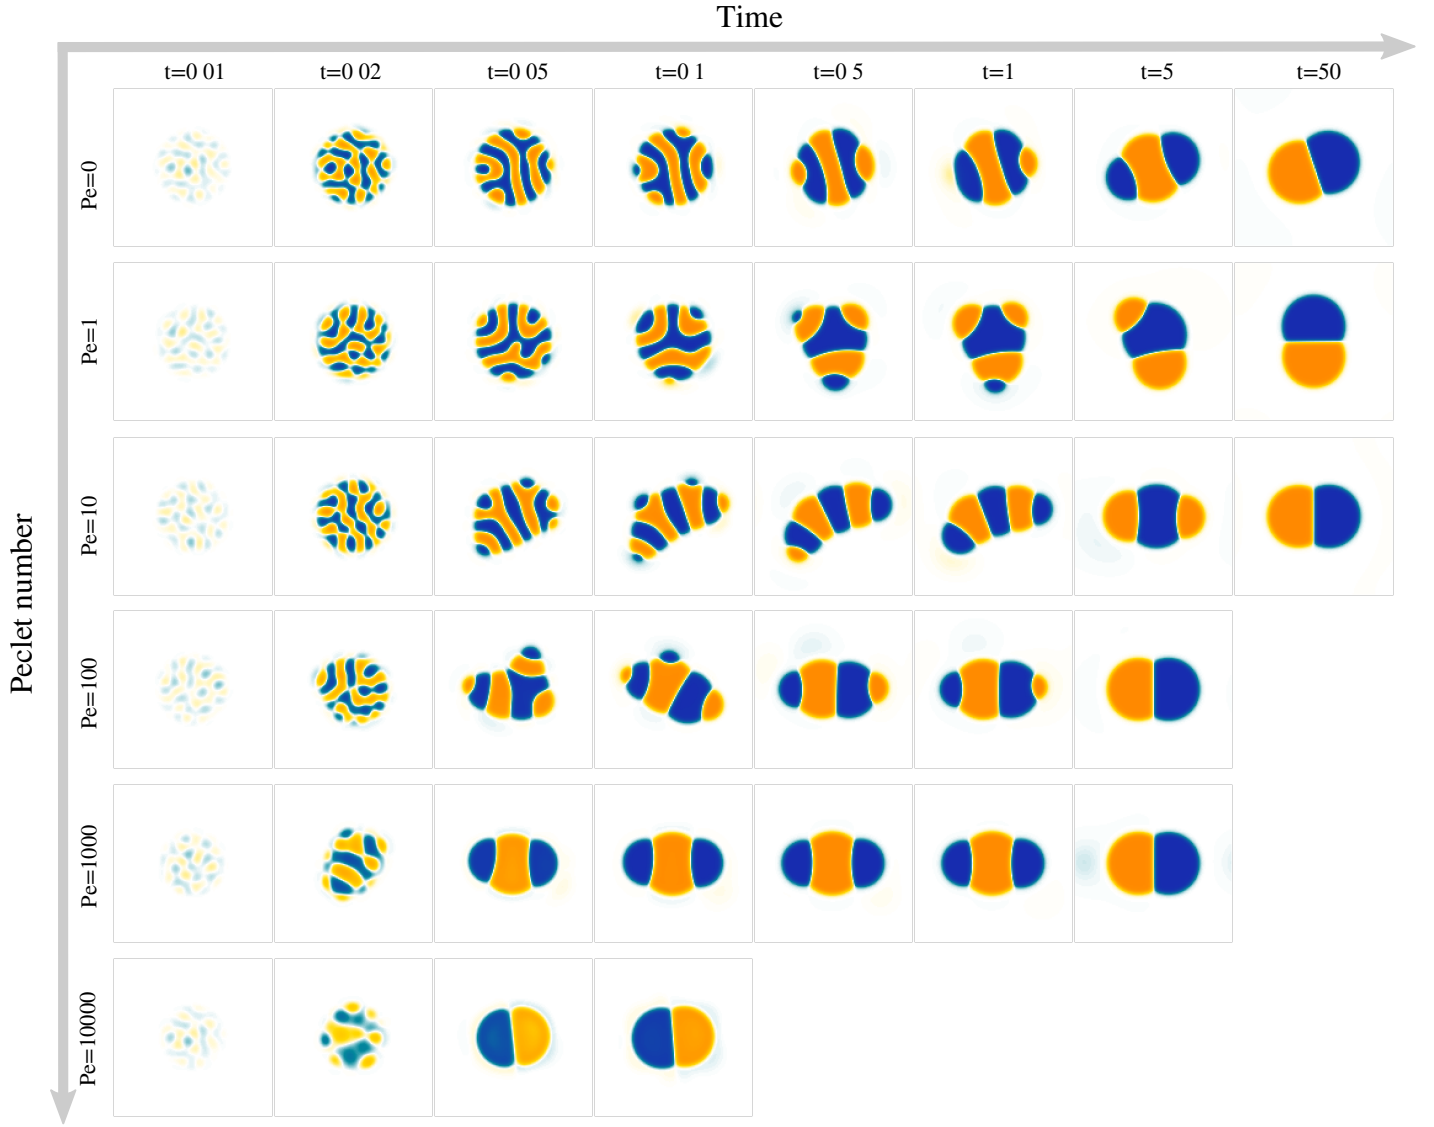 Time
t=0 01 t=0 02 t=0 05 t=0 1 t=0 5 t=1 t=5 t=50
Peclet number
Pe=0
Pe=1
Pe=10
Pe=100
Pe=1000
Pe=10000